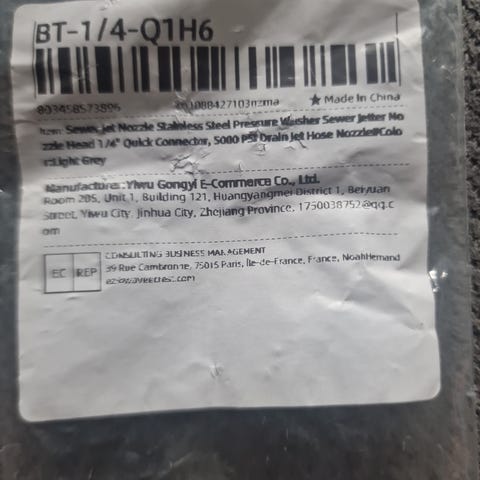 BT-1/4-Q1H6
803458573896
★ Made In China
Item: Sewer Jet Nozzle Stainless Steel Pressure Washer Sewer Jetter No
zzle Head 1/4" Quick Connector, 5000 PSI Drain Jet Hose Nozzle#Colo
r:Light Grey
Manufacturer:Yiwu Gongyi E-Commerce Co., Ltd.
Room 205, Unit 1, Building 121, Huangyangmei District 1, Beiyuan
Street, Yiwu City, Jinhua City, Zhejiang Province, 1750038752@qq.c
om
EC REP
CONSULTING BUSINESS MANAGEMENT
39 Rue Cambronne, 75015 Paris, Île-de-France, France, NoahHernand